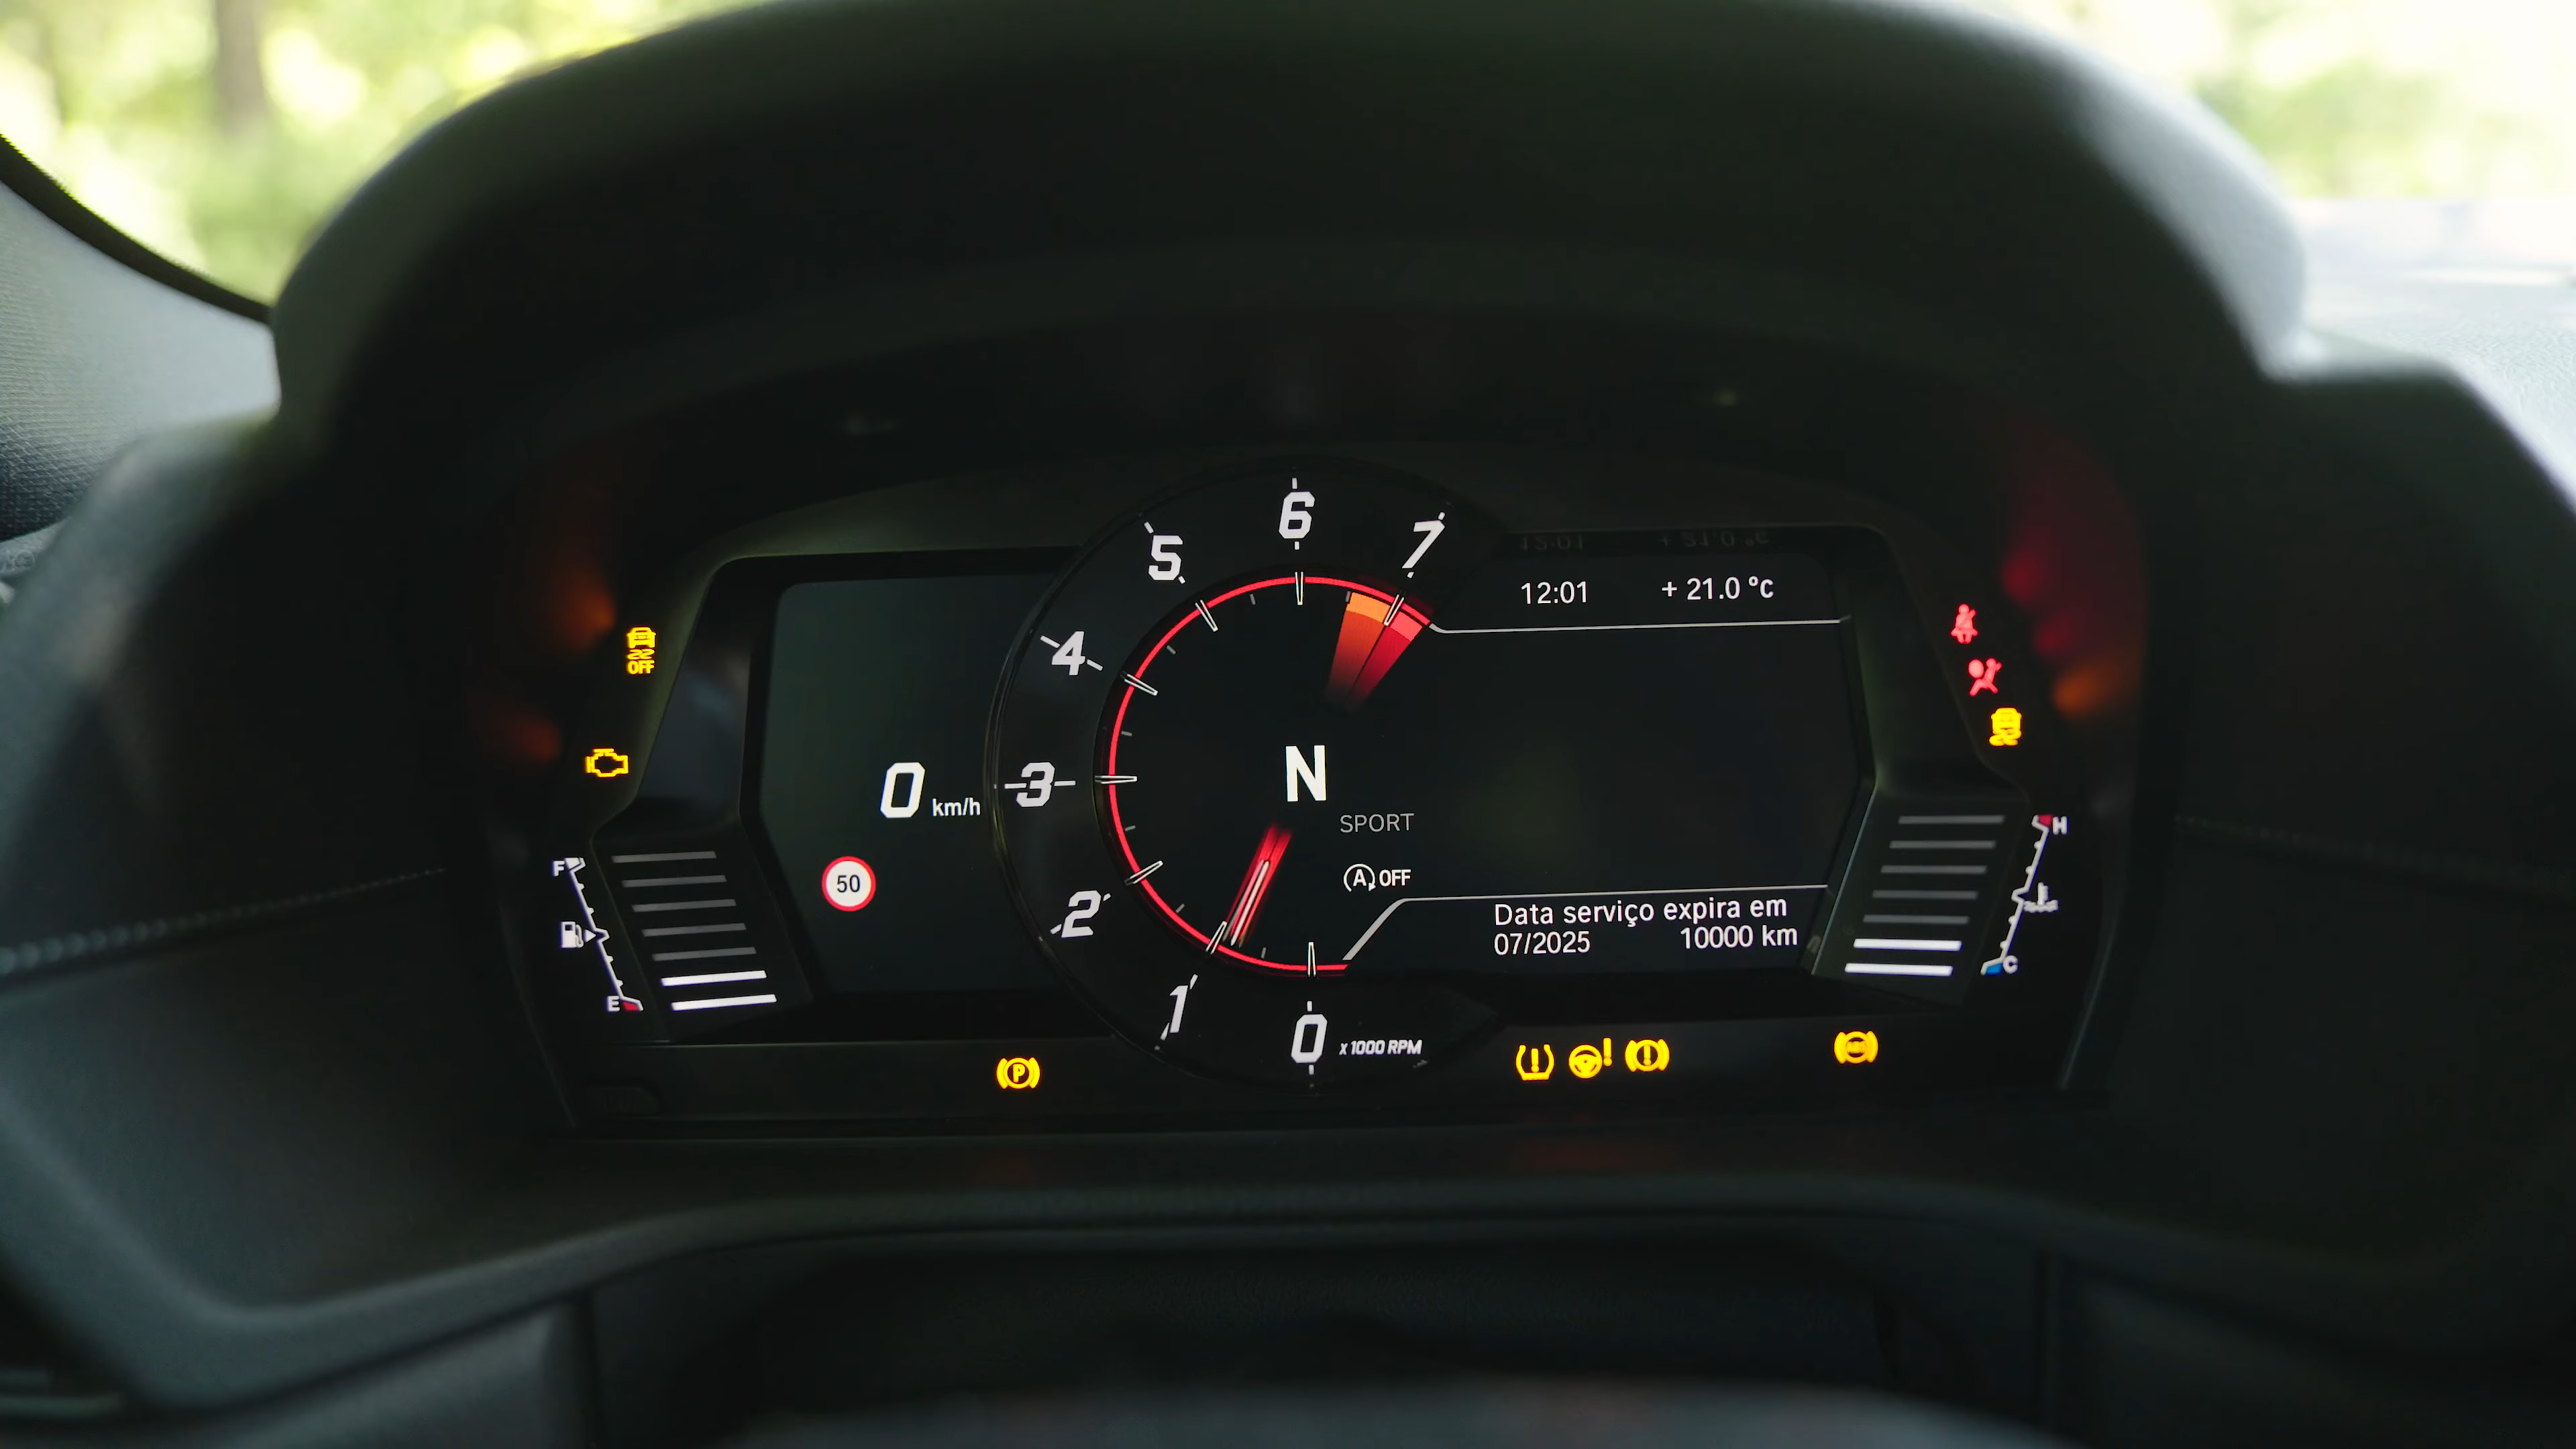 6
5
7
12:01
+ 21.0 °C
4
OFF
N
0 km/h
3
SPORT
H
50
F
A OFF
2
Data serviço expira em
07/2025 10000 km
C
E
1
0 x 1000 RPM
P
ABS